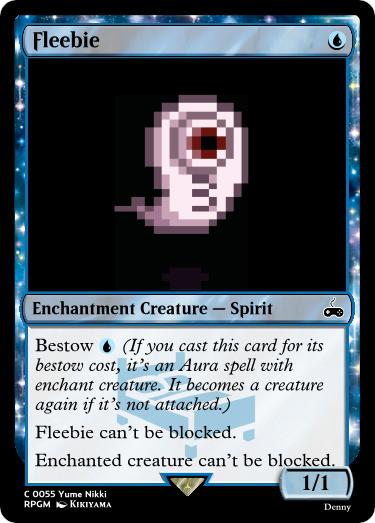 Fleebie
Enchantment Creature — Spirit
Bestow (If you cast this card for its
bestow cost, it's an Aura spell with
enchant creature. It becomes a creature
again if it's not attached.)
Fleebie can't be blocked.
Enchanted creature can't be blocked.
1/1
C 0055 Yume Nikki
RPGM KIKIYAMA
Denny